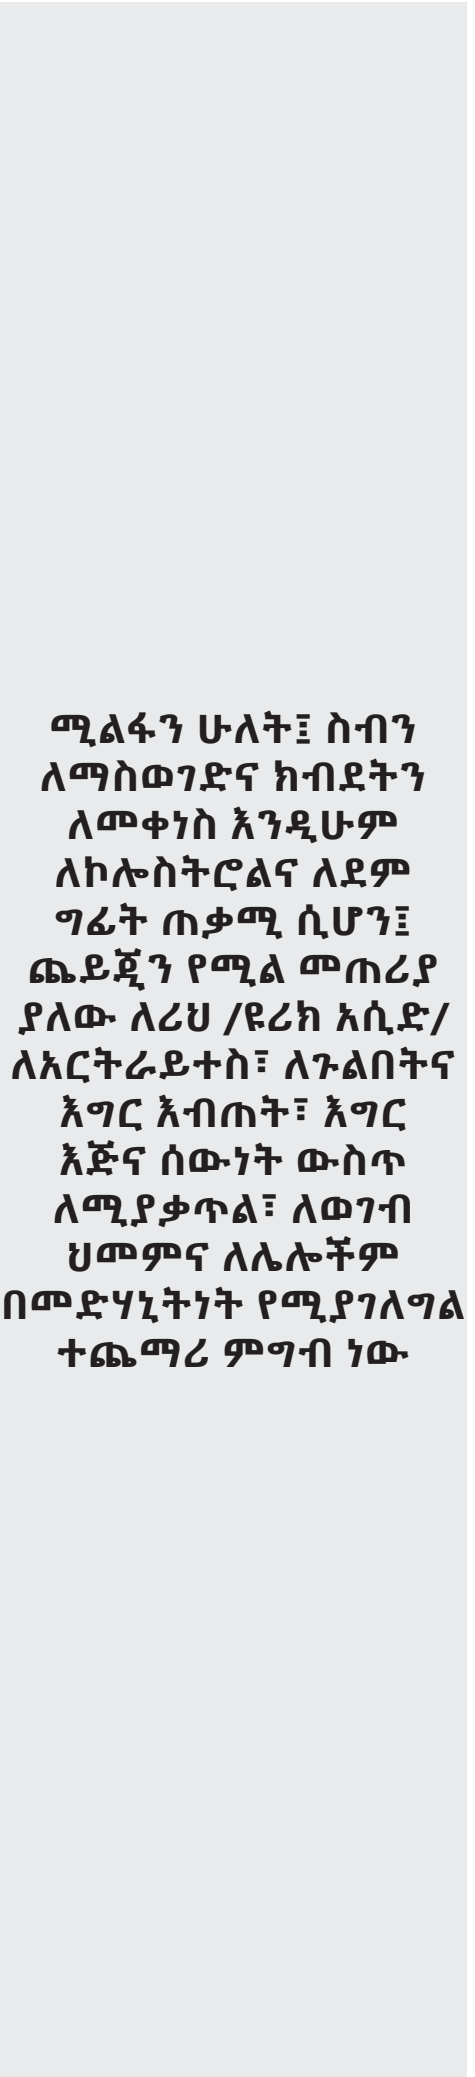 ሚልፋን ሁለት፤ ስብን
ለማስወገድና ክብደትን
ለመቀነስ እንዲሁም
ለኮሎስትሮልና ለደም
ግፊት ጠቃሚ ሲሆን፤
ጨይጂን የሚል መጠሪያ
ያለው ለሪህ /ዩሪክ አሲድ/
ለአርትራይተስ፣ ለጉልበትና
እግር እብጠት፣ እግር
እጅና ሰውነት ውስጥ
ለሚያቃጥል፣ ለወገብ
ህመምና ለሌሎችም
በመድሃኒትነት የሚያገለግል
ተጨማሪ ምግብ ነው